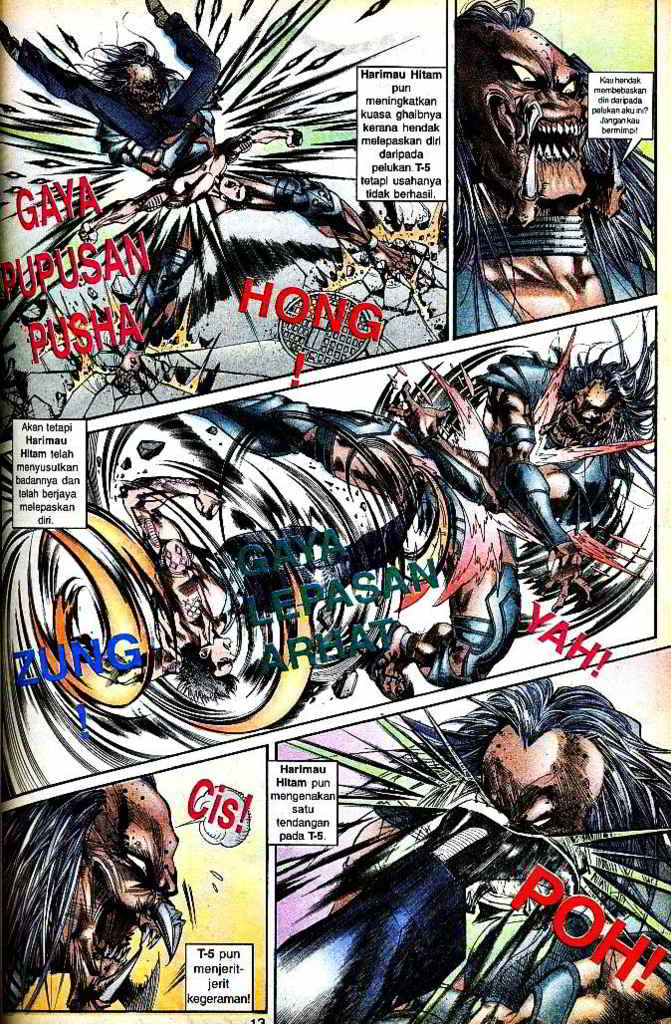 Harimau Hitam
pun
meningkatkan
kuasa ghaibnya
kerana hendak
melepaskan diri
daripada
pelukan T-5
tetapi usahanya
tidak berhasil.
Kau hendak
membebaskan
diri daripada
pelukan aku ini?
Jangan kau
bermimpi!
GAYA
PUPUSAN
PUSHA
HONG
!
Akan tetapi
Harimau
Hitam telah
menyusutkan
badannya dan
telah berjaya
melepaskan
diri.
ZUNG
!
GAYA
LEPASAN
ARHAT
YAH!
Cis!
T-5 pun
menjerit-
jerit
kegeraman!
Harimau
Hitam pun
mengenakan
satu
tendangan
pada T-5.
POH!
13